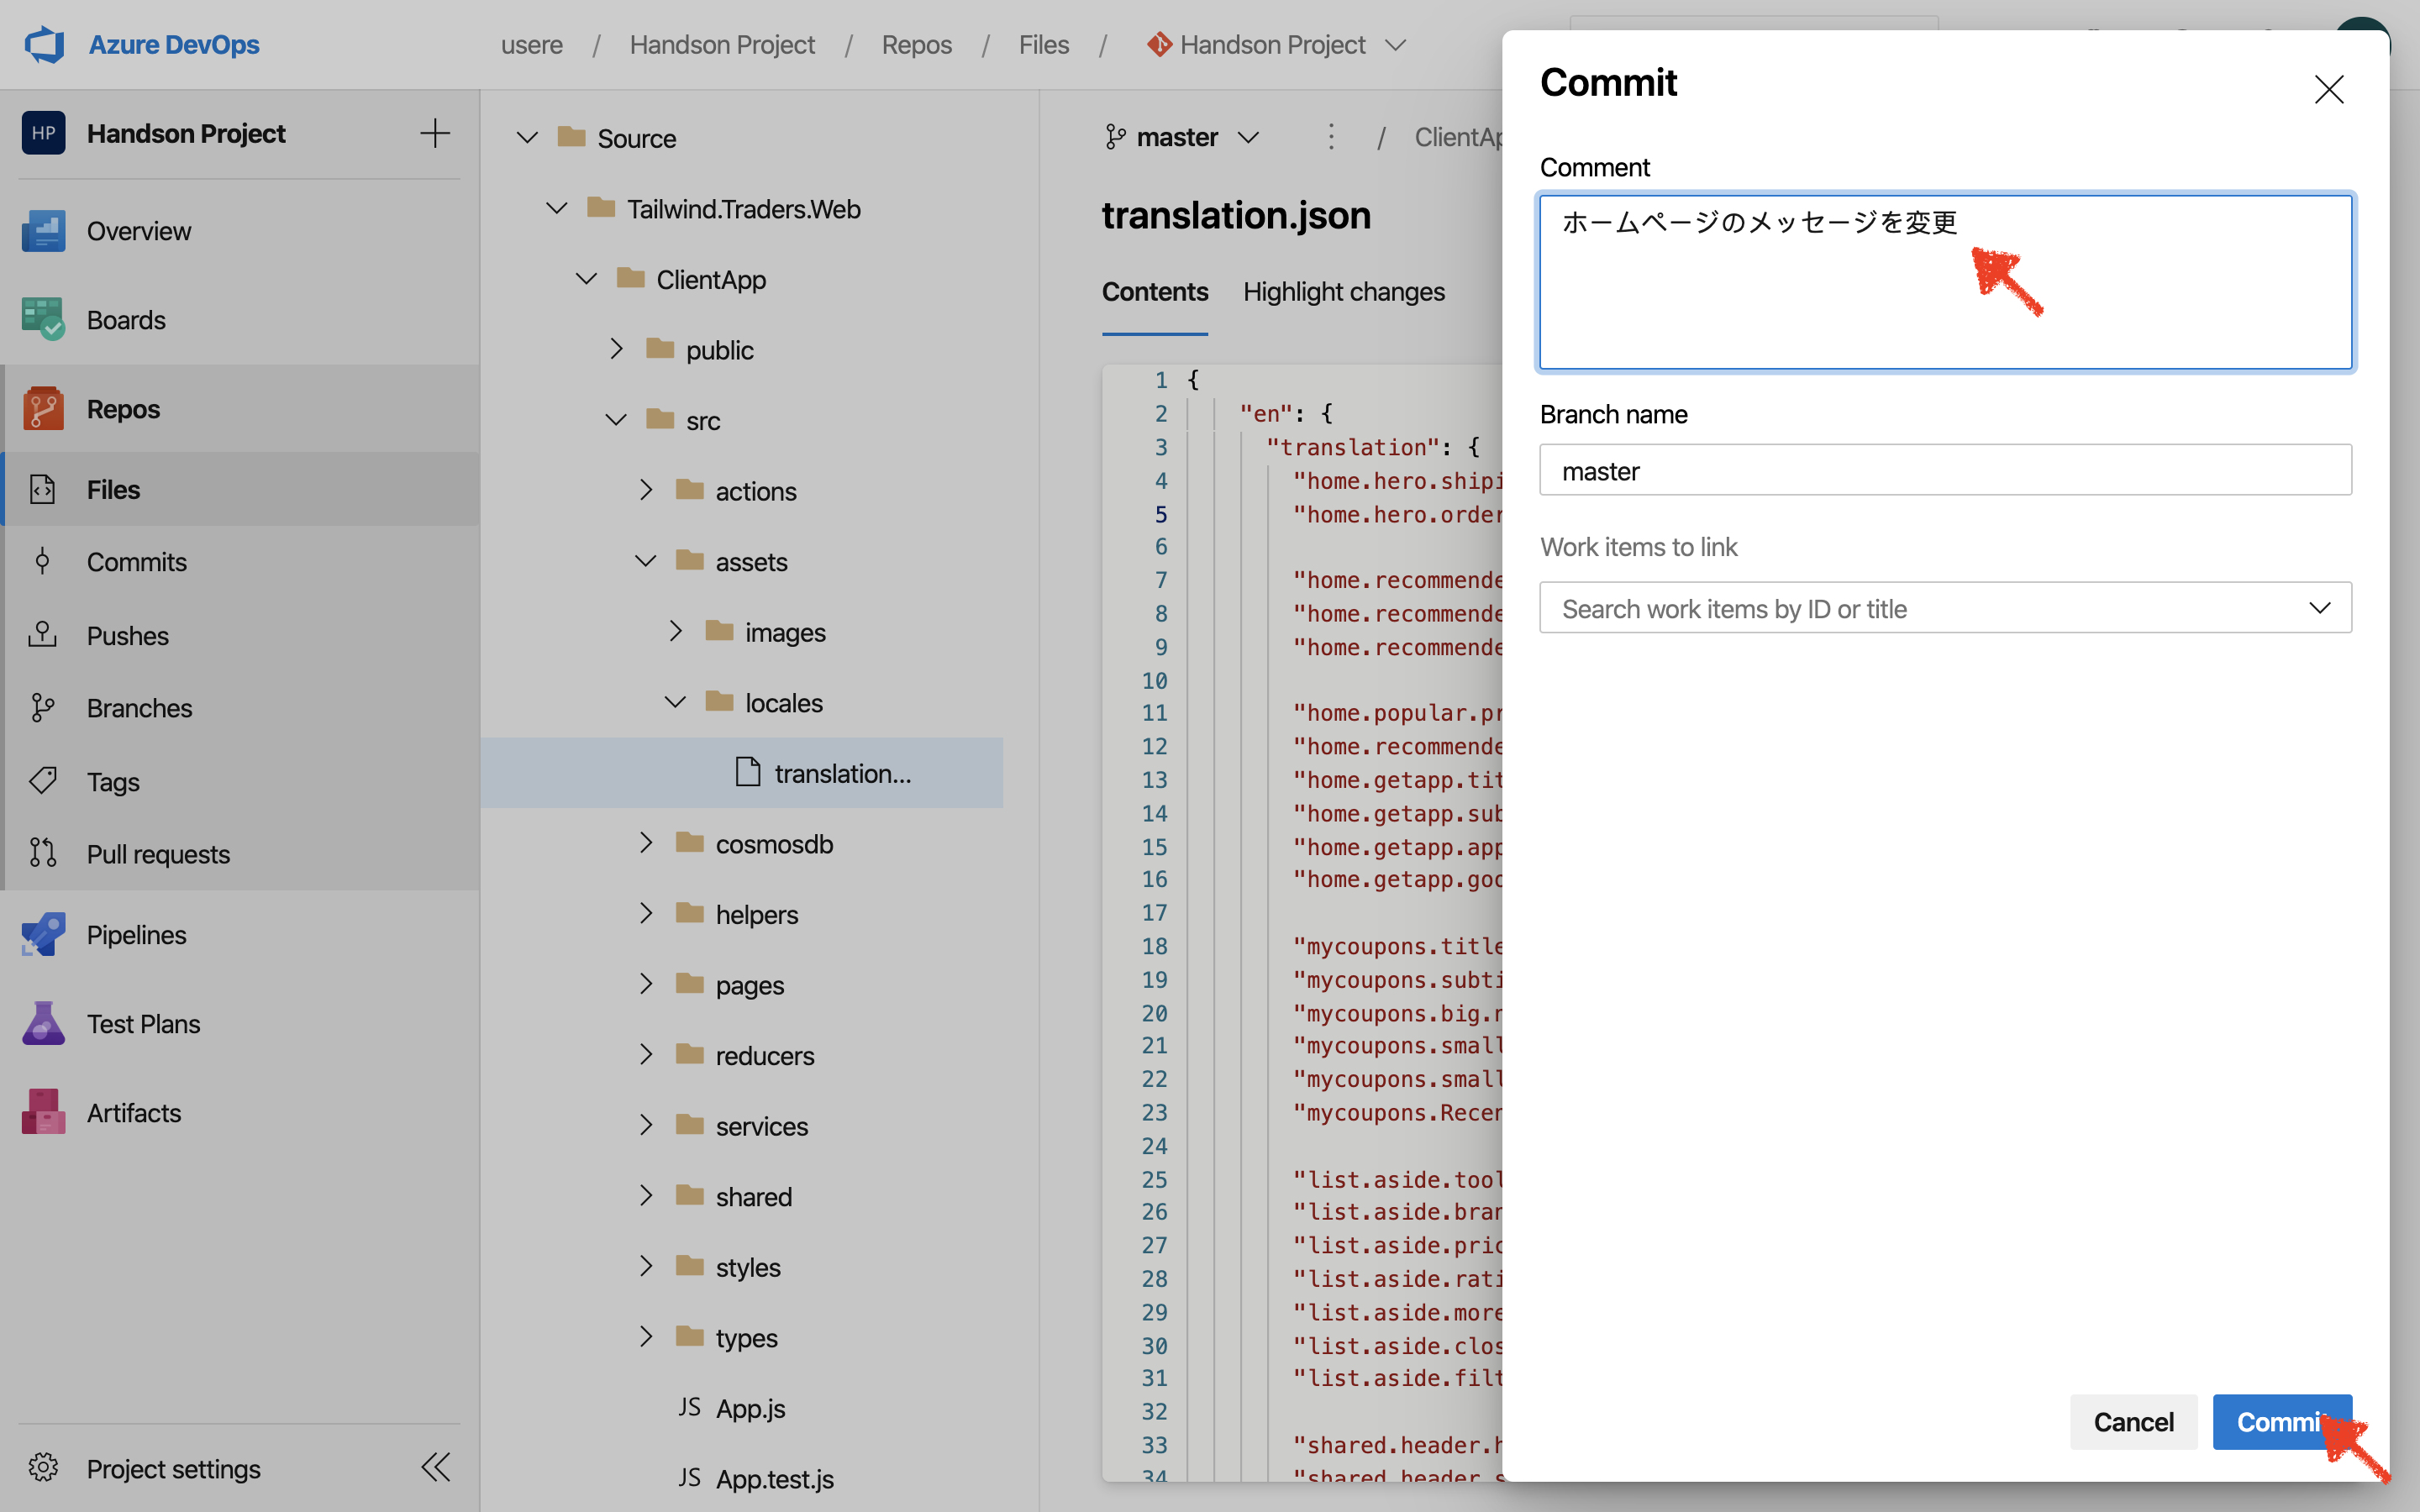 Azure DevOps
usere / Handson Project / Repos / Files / Handson Project
HP Handson Project
Overview
Boards
Repos
Files
Commits
Pushes
Branches
Tags
Pull requests
Pipelines
Test Plans
Artifacts
Project settings
Source
Tailwind.Traders.Web
ClientApp
public
src
actions
assets
images
locales
translation...
cosmosdb
helpers
pages
reducers
services
shared
styles
types
JS App.js
JS App.test.js
master / ClientAp
translation.json
Contents Highlight changes
1 {
2 "en": {
3 "translation": {
4 "home.hero.shipi
5 "home.hero.order
6
7 "home.recommende
8 "home.recommende
9 "home.recommende
10
11 "home.popular.pr
12 "home.recommende
13 "home.getapp.tit
14 "home.getapp.sub
15 "home.getapp.app
16 "home.getapp.goo
17
18 "mycoupons.title
19 "mycoupons.subti
20 "mycoupons.big.n
21 "mycoupons.small
22 "mycoupons.small
23 "mycoupons.Recen
24
25 "list.aside.tool
26 "list.aside.bran
27 "list.aside.pric
28 "list.aside.rati
29 "list.aside.more
30 "list.aside.clos
31 "list.aside.filt
32
33 "shared.header.h
34 "shared.header.s
Commit
Comment
ホームページのメッセージを変更
Branch name
master
Work items to link
Search work items by ID or title
Cancel
Commit